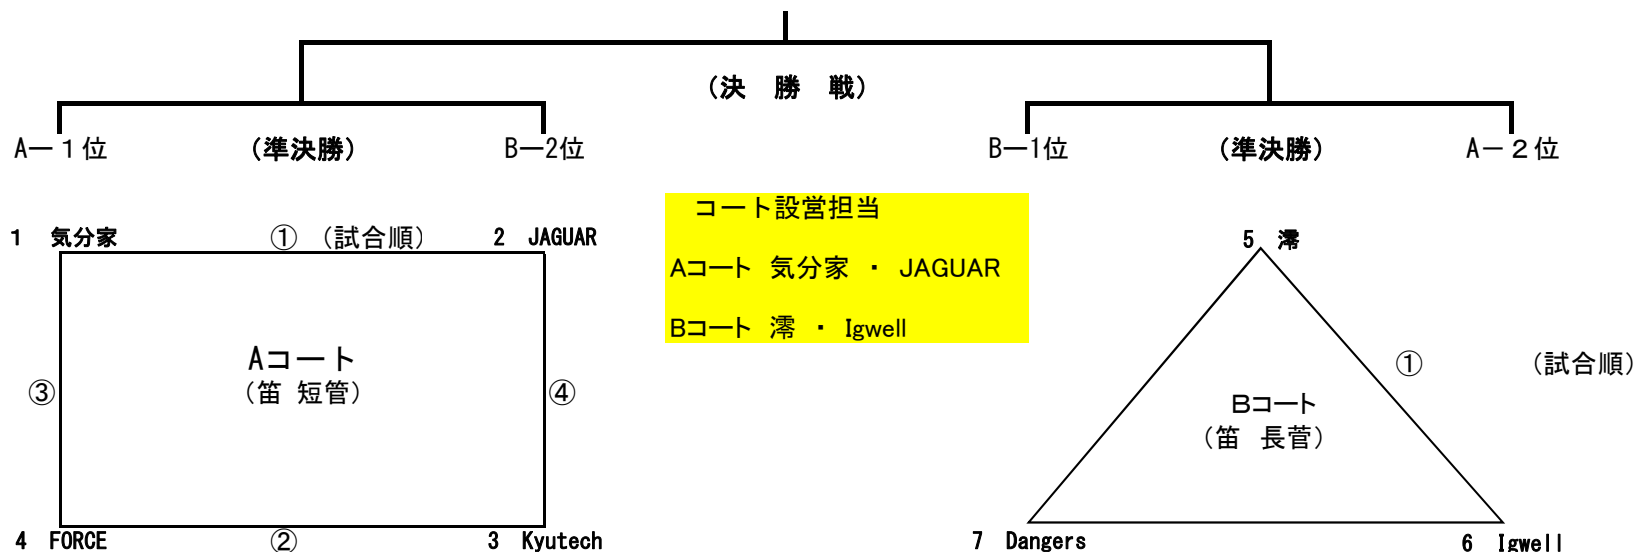 (決 勝 戦)
A－１位 (準決勝) B－2位 B－1位 (準決勝) A－２位
コート設営担当
Aコート 気分家 ・ JAGUAR
Bコート 澪 ・ Igwell
1 気分家 ① (試合順) 2 JAGUAR
Aコート
(笛 短管)
③ ④
4 FORCE ② 3 Kyutech
5 澪
① (試合順)
Bコート
(笛 長菅)
7 Dangers 6 Igwell